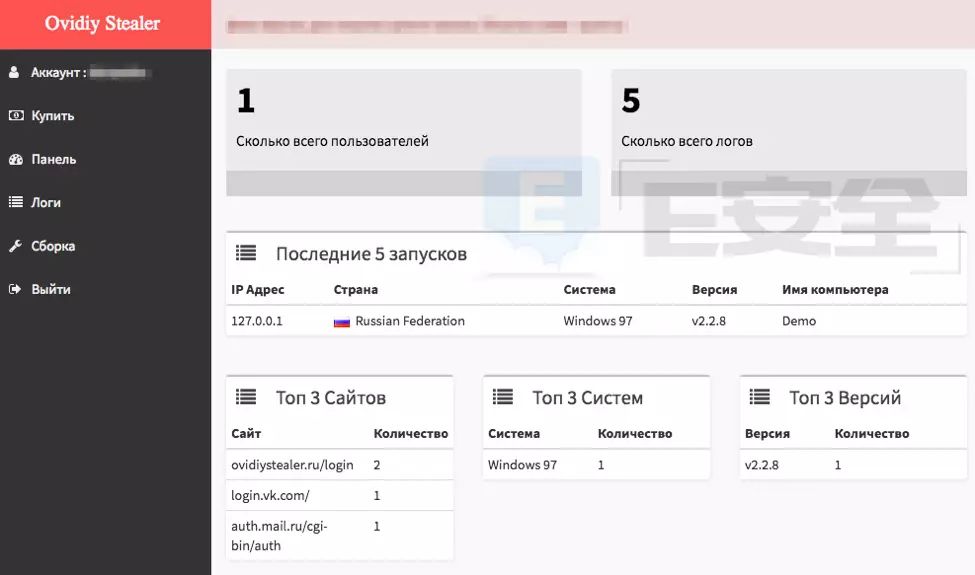 Ovidiy Stealer
Аккаунт :
Купить
Панель
Логи
Сборка
Выйти
1
Сколько всего пользователей
5
Сколько всего логов
E安全
Последние 5 запусков
IP Адрес Страна Система Версия Имя компьютера
127.0.0.1 Russian Federation Windows 97 v2.2.8 Demo
Топ 3 Сайтов
Сайт Количество
ovidiystealer.ru/login 2
login.vk.com/ 1
auth.mail.ru/cgi- 1
bin/auth
Топ 3 Систем
Система Количество
Windows 97 1
Топ 3 Версий
Версия Количество
v2.2.8 1